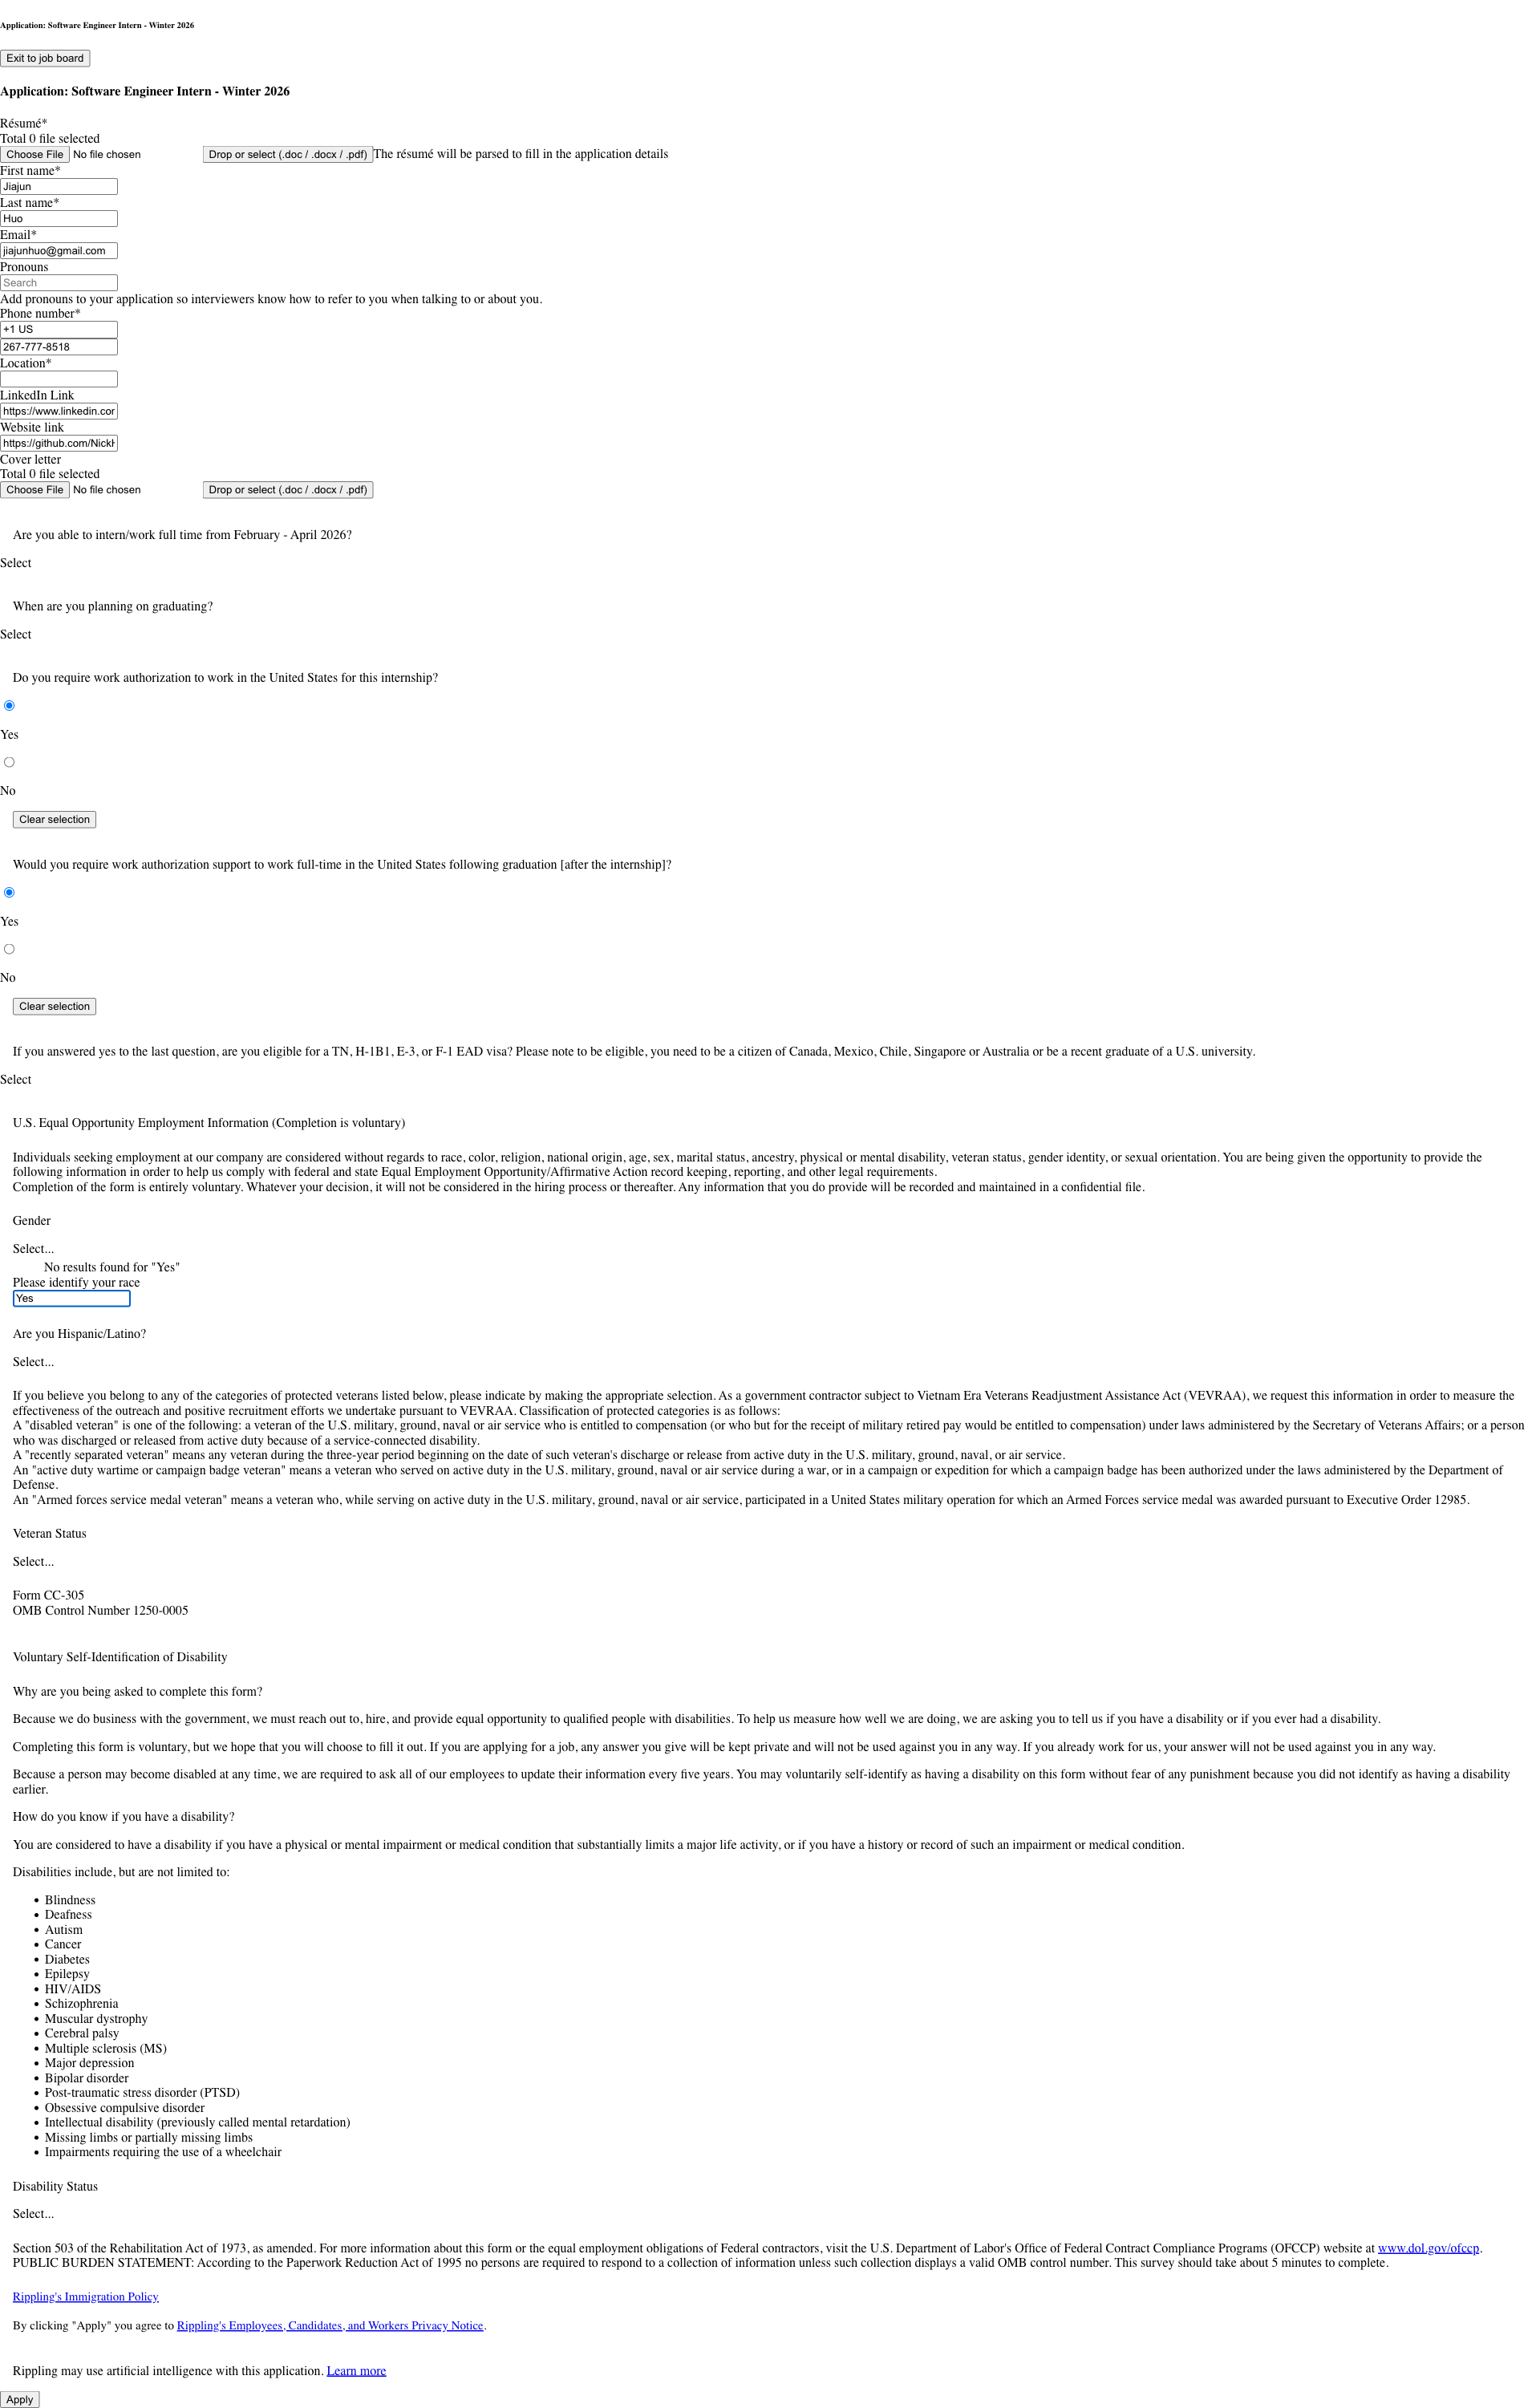 Application: Software Engineer Intern - Winter 2026
Exit to job board
Application: Software Engineer Intern - Winter 2026
Résumé*
Total 0 file selected
Choose File No file chosen Drop or select (.doc / .docx / .pdf)The résumé will be parsed to fill in the application details
First name*
Jiajun
Last name*
Huo
Email*
jiajunhuo@gmail.com
Pronouns
Search
Add pronouns to your application so interviewers know how to refer to you when talking to or about you.
Phone number*
+1 US
267-777-8518
Location*
LinkedIn Link
https://www.linkedin.cor
Website link
https://github.com/Nick
Cover letter
Total 0 file selected
Choose File No file chosen Drop or select (.doc / .docx / .pdf)
Are you able to intern/work full time from February - April 2026?
Select
When are you planning on graduating?
Select
Do you require work authorization to work in the United States for this internship?
Yes
No
Clear selection
Would you require work authorization support to work full-time in the United States following graduation [after the internship]?
Yes
No
Clear selection
If you answered yes to the last question, are you eligible for a TN, H-1B1, E-3, or F-1 EAD visa? Please note to be eligible, you need to be a citizen of Canada, Mexico, Chile, Singapore or Australia or be a recent graduate of a U.S. university.
Select
U.S. Equal Opportunity Employment Information (Completion is voluntary)
Individuals seeking employment at our company are considered without regards to race, color, religion, national origin, age, sex, marital status, ancestry, physical or mental disability, veteran status, gender identity, or sexual orientation. You are being given the opportunity to provide the
following information in order to help us comply with federal and state Equal Employment Opportunity/Affirmative Action record keeping, reporting, and other legal requirements.
Completion of the form is entirely voluntary. Whatever your decision, it will not be considered in the hiring process or thereafter. Any information that you do provide will be recorded and maintained in a confidential file.
Gender
Select...
No results found for "Yes"
Please identify your race
Yes
Are you Hispanic/Latino?
Select...
If you believe you belong to any of the categories of protected veterans listed below, please indicate by making the appropriate selection. As a government contractor subject to Vietnam Era Veterans Readjustment Assistance Act (VEVRAA), we request this information in order to measure the
effectiveness of the outreach and positive recruitment efforts we undertake pursuant to VEVRAA. Classification of protected categories is as follows:
A "disabled veteran" is one of the following: a veteran of the U.S. military, ground, naval or air service who is entitled to compensation (or who but for the receipt of military retired pay would be entitled to compensation) under laws administered by the Secretary of Veterans Affairs; or a person
who was discharged or released from active duty because of a service-connected disability.
A "recently separated veteran" means any veteran during the three-year period beginning on the date of such veteran's discharge or release from active duty in the U.S. military, ground, naval, or air service.
An "active duty wartime or campaign badge veteran" means a veteran who served on active duty in the U.S. military, ground, naval or air service during a war, or in a campaign or expedition for which a campaign badge has been authorized under the laws administered by the Department of
Defense.
An "Armed forces service medal veteran" means a veteran who, while serving on active duty in the U.S. military, ground, naval or air service, participated in a United States military operation for which an Armed Forces service medal was awarded pursuant to Executive Order 12985.
Veteran Status
Select...
Form CC-305
OMB Control Number 1250-0005
Voluntary Self-Identification of Disability
Why are you being asked to complete this form?
Because we do business with the government, we must reach out to, hire, and provide equal opportunity to qualified people with disabilities. To help us measure how well we are doing, we are asking you to tell us if you have a disability or if you ever had a disability.
Completing this form is voluntary, but we hope that you will choose to fill it out. If you are applying for a job, any answer you give will be kept private and will not be used against you in any way. If you already work for us, your answer will not be used against you in any way.
Because a person may become disabled at any time, we are required to ask all of our employees to update their information every five years. You may voluntarily self-identify as having a disability on this form without fear of any punishment because you did not identify as having a disability
earlier.
How do you know if you have a disability?
You are considered to have a disability if you have a physical or mental impairment or medical condition that substantially limits a major life activity, or if you have a history or record of such an impairment or medical condition.
Disabilities include, but are not limited to:
• Blindness
• Deafness
• Autism
• Cancer
• Diabetes
• Epilepsy
• HIV/AIDS
• Schizophrenia
• Muscular dystrophy
• Cerebral palsy
• Multiple sclerosis (MS)
• Major depression
• Bipolar disorder
• Post-traumatic stress disorder (PTSD)
• Obsessive compulsive disorder
• Intellectual disability (previously called mental retardation)
• Missing limbs or partially missing limbs
• Impairments requiring the use of a wheelchair
Disability Status
Select...
Section 503 of the Rehabilitation Act of 1973, as amended. For more information about this form or the equal employment obligations of Federal contractors, visit the U.S. Department of Labor's Office of Federal Contract Compliance Programs (OFCCP) website at www.dol.gov/ofccp.
PUBLIC BURDEN STATEMENT: According to the Paperwork Reduction Act of 1995 no persons are required to respond to a collection of information unless such collection displays a valid OMB control number. This survey should take about 5 minutes to complete.
Rippling's Immigration Policy
By clicking "Apply" you agree to Rippling's Employees, Candidates, and Workers Privacy Notice.
Rippling may use artificial intelligence with this application. Learn more
Apply